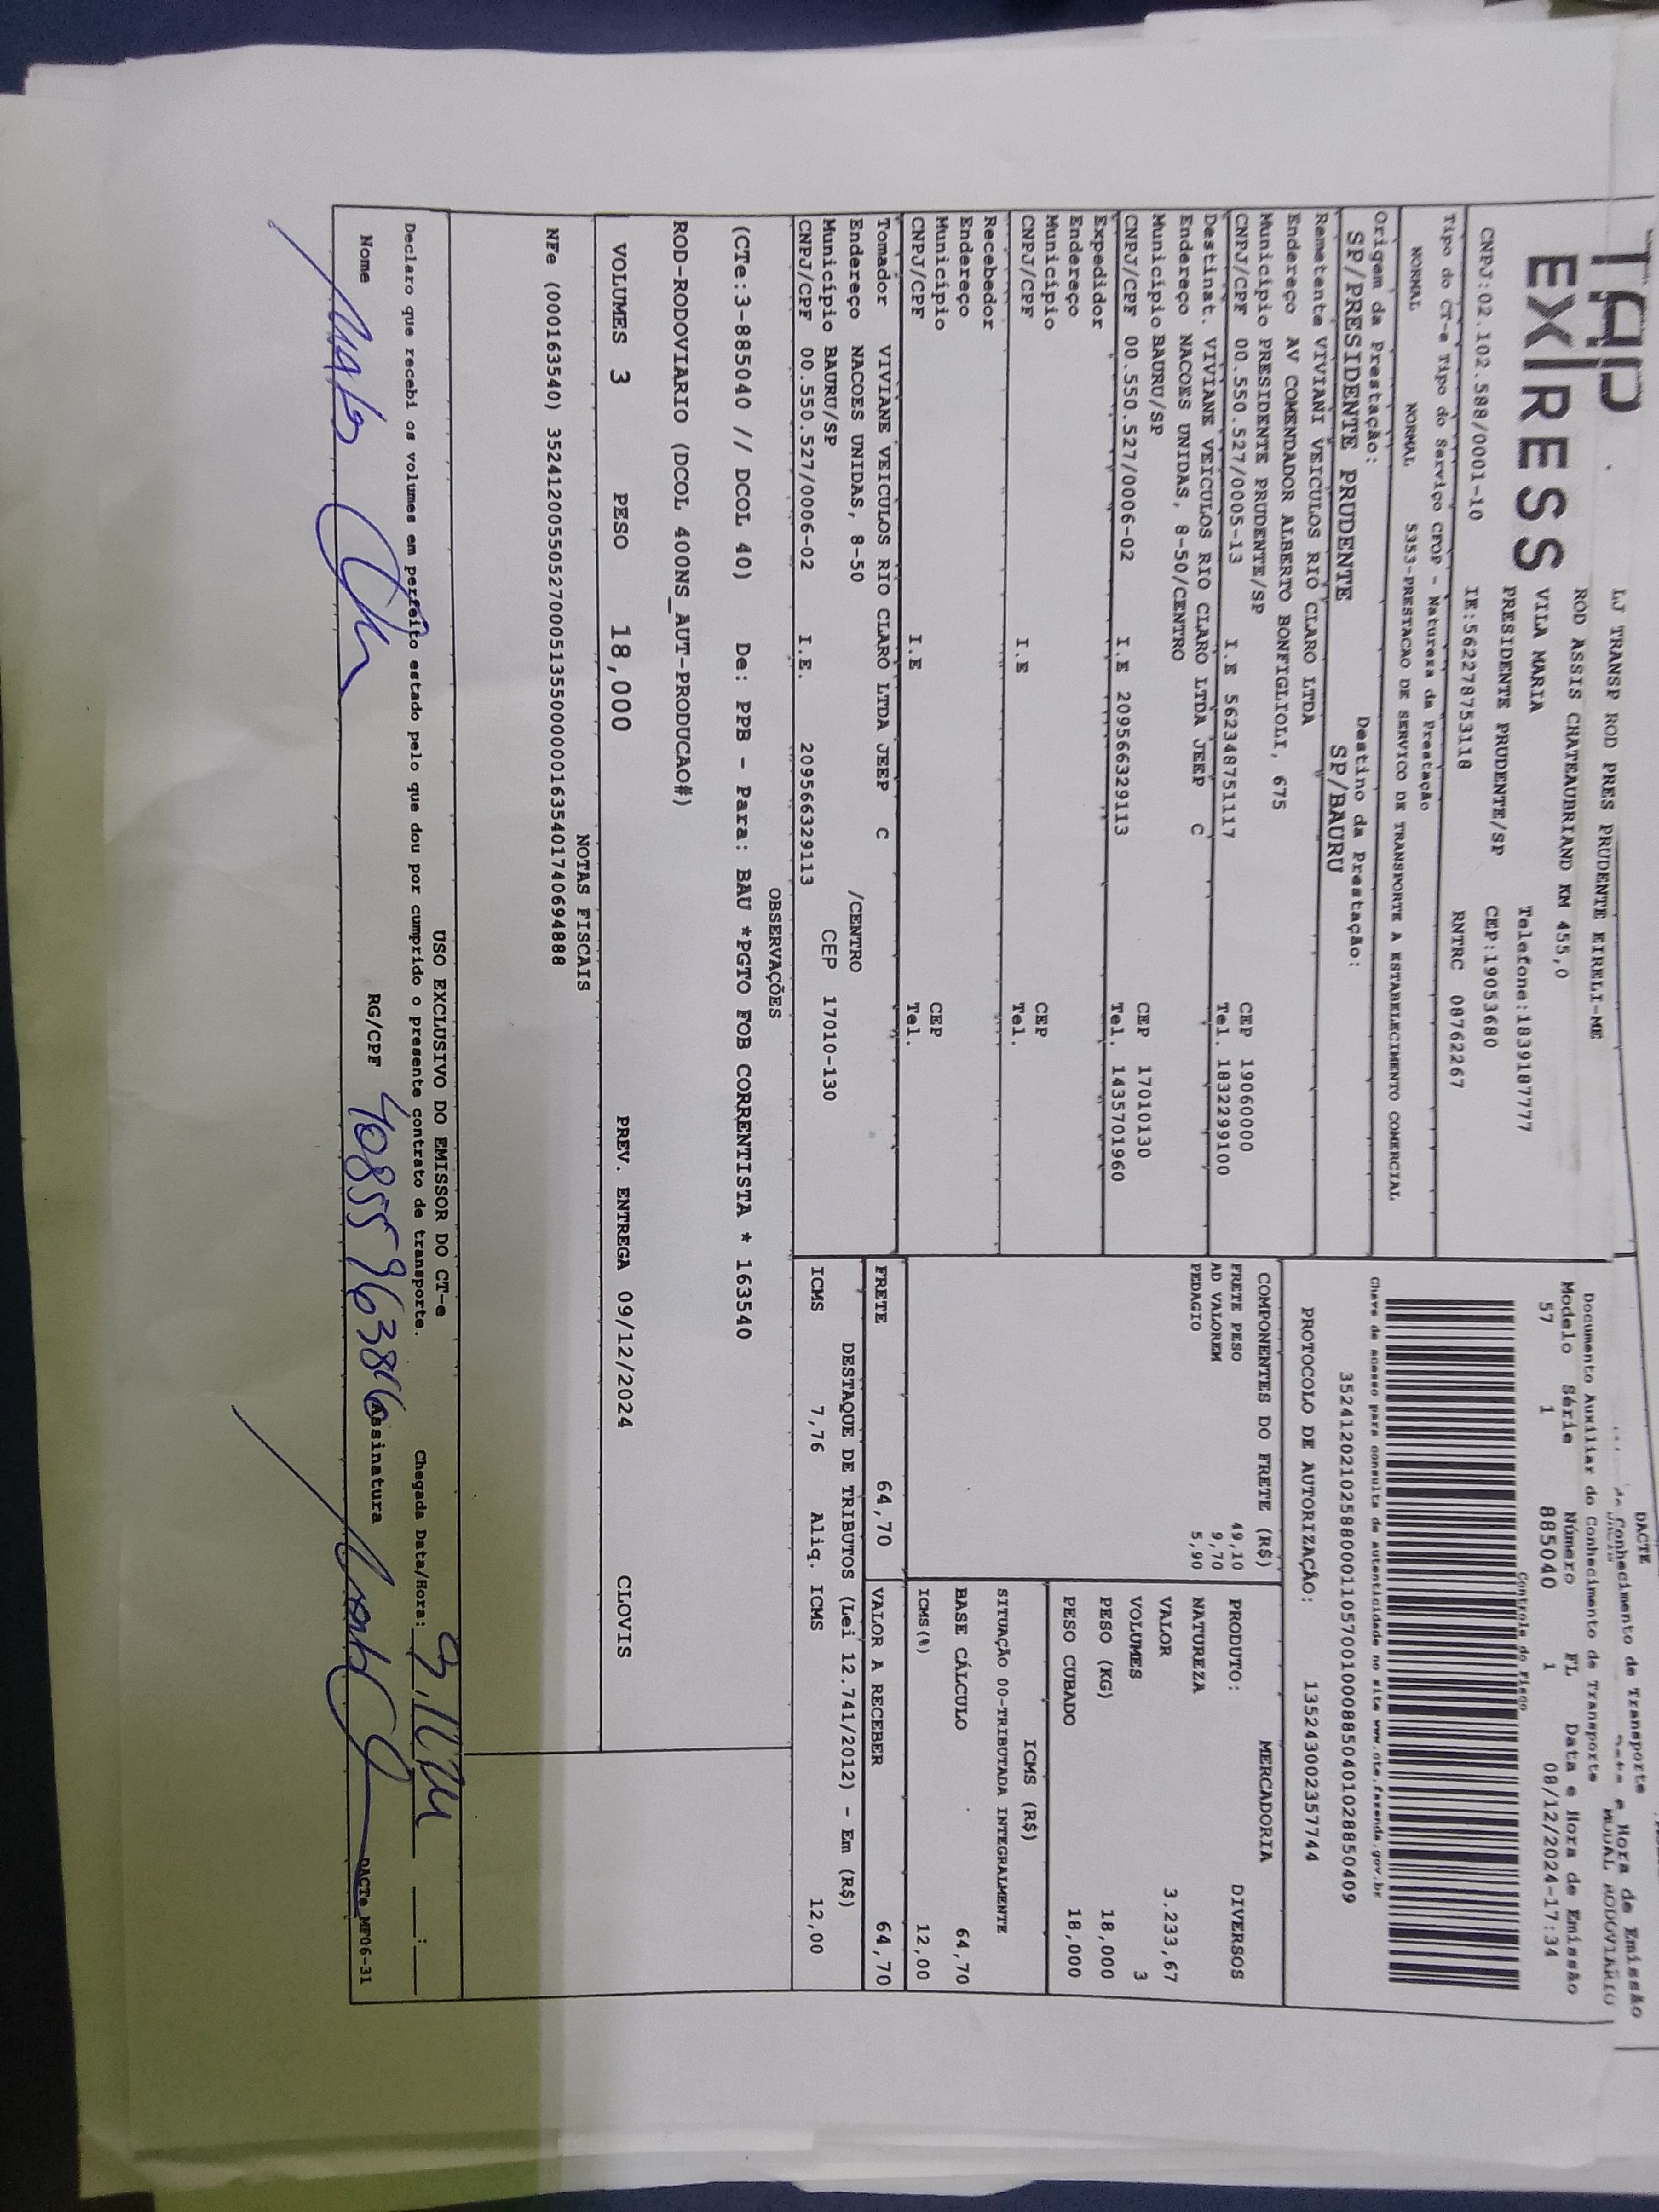 TAP
EXPRESS
LJ TRANSP ROD PRES PRUDENTE EIRELI-ME
ROD ASSIS CHATEAUBRIAND KM 455,0
VILA MARIA Telefone:1839187777
PRESIDENTE PRUDENTE/SP CEP:19053680
CNPJ:02.102.588/0001-10 IE:562278753118 RNTRC 08762267
Tipo do CT-e Tipo do Serviço CFOP - Natureza da Prestação
NORMAL NORMAL 5353-PRESTACAO DE SERVICO DE TRANSPORTE A ESTABELECIMENTO COMERCIAL
Origem da Prestação: Destino da Prestação:
SP/PRESIDENTE PRUDENTE SP/BAURU
Remetente VIVIANI VEICULOS RIO CLARO LTDA
Endereço AV COMENDADOR ALBERTO BONFIGLIOLI, 675
Município PRESIDENTE PRUDENTE/SP CEP 19060000
CNPJ/CPF 00.550.527/0005-13 I.E 562348751117 Tel. 1832299100
Destinat. VIVIANE VEICULOS RIO CLARO LTDA JEEP C
Endereço NACOES UNIDAS, 8-50/CENTRO
Município BAURU/SP CEP 17010130
CNPJ/CPF 00.550.527/0006-02 I.E 209566329113 Tel. 1435701960
Expedidor
Endereço
Município CEP
CNPJ/CPF I.E Tel.
Recebedor
Endereço
Município CEP
CNPJ/CPF I.E Tel.
Tomador VIVIANE VEICULOS RIO CLARO LTDA JEEP C
Endereço NACOES UNIDAS, 8-50 /CENTRO
Município BAURU/SP CEP 17010-130
CNPJ/CPF 00.550.527/0006-02 I.E. 209566329113
DACTE
de Conhecimento de Transporte
Hora de Emissão
MODAL RODOVIARIO
Documento Auxiliar do Conhecimento de Transporte
Modelo Série Número FL Data e Hora de Emissão
57 1 885040 1 08/12/2024-17:34
Controle do Fisco
Chave de acesso para consulta de autenticidade no site www.cte.fazenda.gov.br
35241202102588000110570010008850401028850409
PROTOCOLO DE AUTORIZAÇÃO: 135243002357744
COMPONENTES DO FRETE (R$)
FRETE PESO 49,10
AD VALOREM 9,70
PEDAGIO 5,90
MERCADORIA
PRODUTO: DIVERSOS
NATUREZA
VALOR 3.233,67
VOLUMES 3
PESO (KG) 18,000
PESO CUBADO 18,000
ICMS (R$)
SITUAÇÃO 00-TRIBUTADA INTEGRALMENTE
BASE CÁLCULO 64,70
ICMS(%) 12,00
FRETE 64,70 VALOR A RECEBER 64,70
DESTAQUE DE TRIBUTOS (Lei 12.741/2012) - Em (R$)
ICMS 7,76 Aliq. ICMS 12,00
OBSERVAÇÕES
(CTe:3-885040 // DCOL 40) De: PPB - Para: BAU *PGTO FOB CORRENTISTA * 163540
ROD-RODOVIARIO (DCOL 400NS_AUT-PRODUCAO#)
VOLUMES 3 PESO 18,000 PREV. ENTREGA 09/12/2024 CLOVIS
NOTAS FISCAIS
NFe (000163540) 35241200550527000513550000001635401740694888
USO EXCLUSIVO DO EMISSOR DO CT-e
Declaro que recebi os volumes em perfeito estado pelo que dou por cumprido o presente contrato de transporte. Chegada Data/Hora:
Nome RG/CPF Assinatura DACTe MF06-31